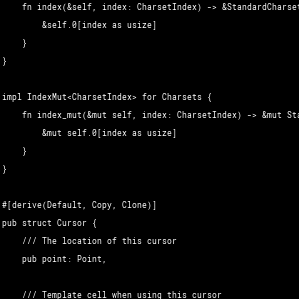 fn index(&self, index: CharsetIndex) -> &StandardCharset
&self.0[index as usize]
}
}
impl IndexMut<CharsetIndex> for Charsets {
fn index_mut(&mut self, index: CharsetIndex) -> &mut Sta
&mut self.0[index as usize]
}
}
#[derive(Default, Copy, Clone)]
pub struct Cursor {
/// The location of this cursor
pub point: Point,
/// Template cell when using this cursor